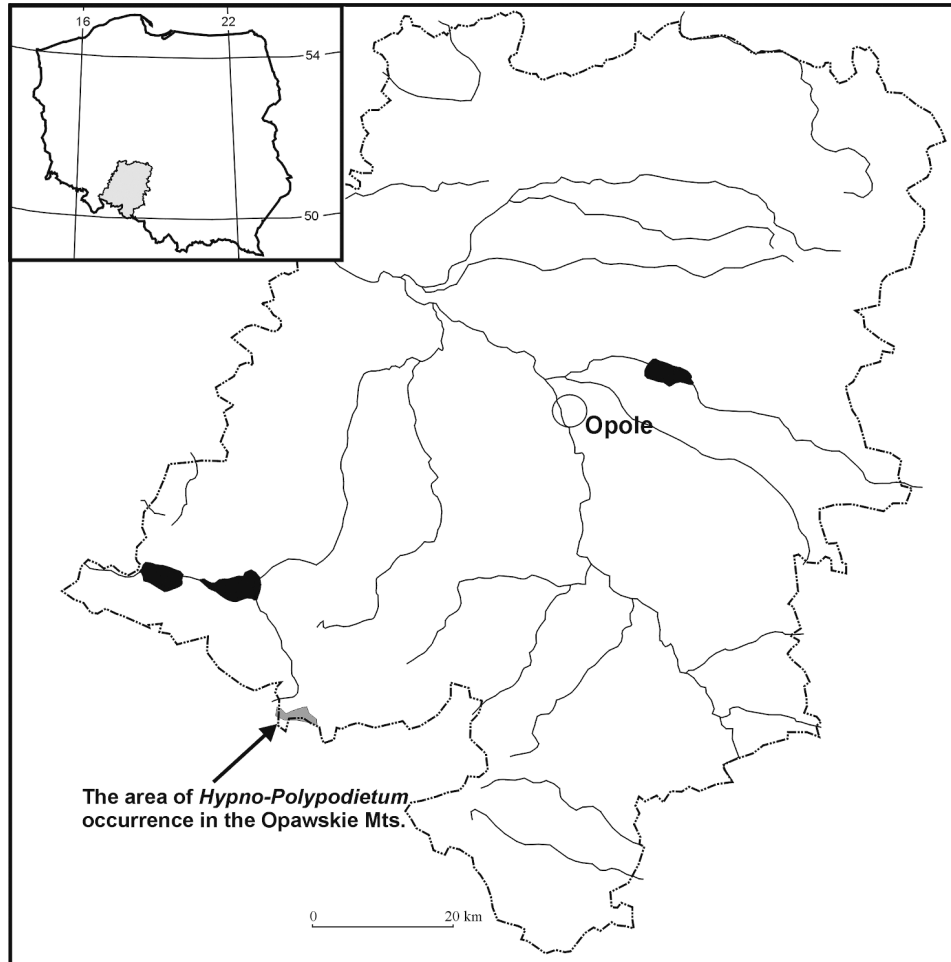 16 22
54
50
Opole
The area of Hypno-Polypodietum
occurrence in the Opawskie Mts.
0 20 km